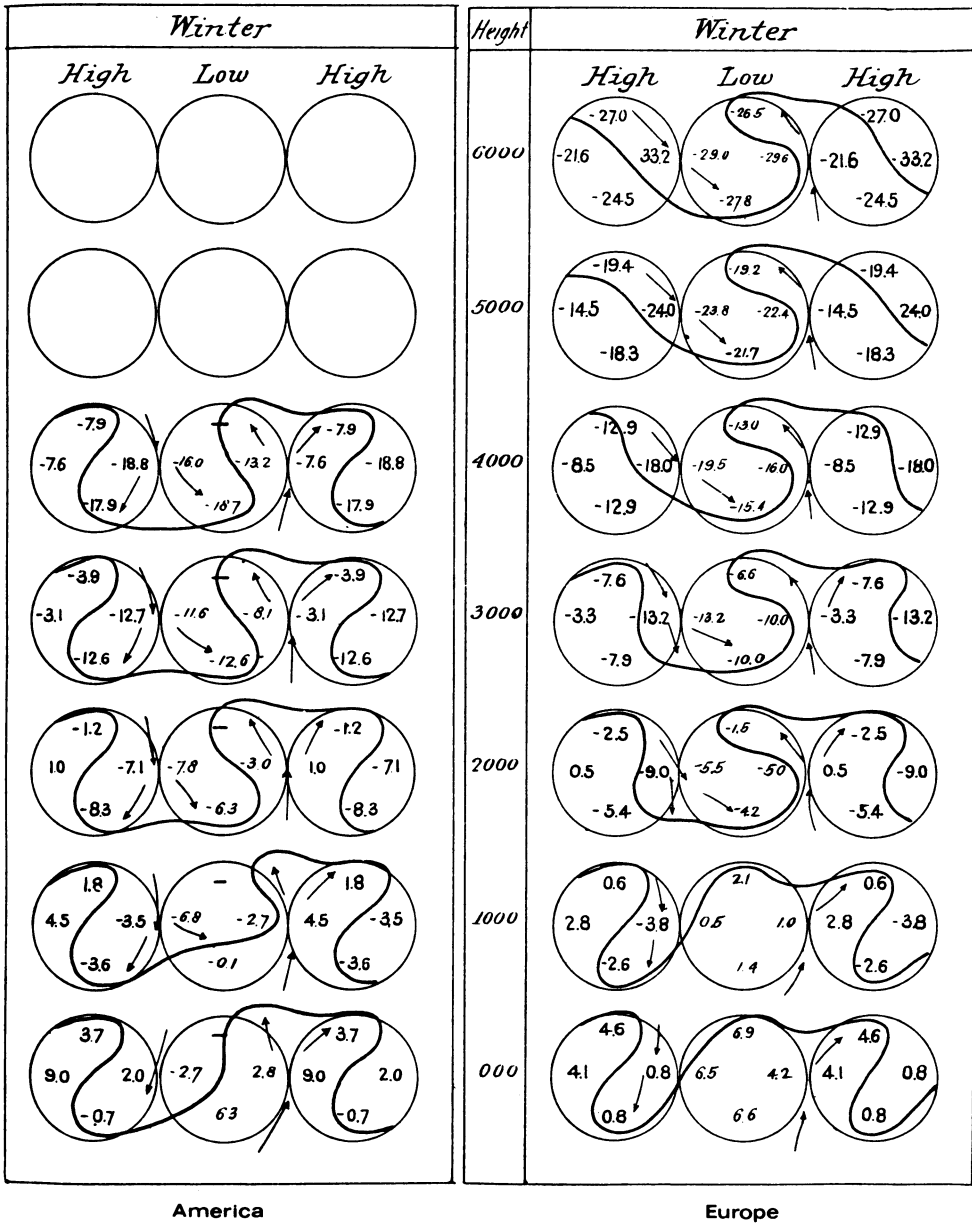 Winter
Height
Winter
High Low High
High Low High
-27.0 -26.5 -27.0
6000 -21.6 33.2 -29.0 -29.6 -21.6 -33.2
-24.5 -27.8 -24.5
-19.4 -19.2 -19.4
5000 -14.5 -24.0 -23.8 -22.4 -14.5 24.0
-18.3 -21.7 -18.3
-7.9 - -7.9 -12.9 -13.0 -12.9
-7.6 -18.8 -16.0 -13.2 -7.6 -18.8 4000 -8.5 -18.0 -19.5 -16.0 -8.5 -18.0
-17.9 -18.7 -17.9 -12.9 -15.4 -12.9
-3.9 - -3.9 -7.6 -6.6 -7.6
-3.1 -12.7 -11.6 -8.1 -3.1 -12.7 3000 -3.3 -13.2 -13.2 -10.0 -3.3 -13.2
-12.6 -12.6 -12.6 -7.9 -10.0 -7.9
-1.2 - -1.2 -2.5 -1.5 -2.5
1.0 -7.1 -7.8 -3.0 1.0 -7.1 2000 0.5 -9.0 -5.5 -5.0 0.5 -9.0
-8.3 -6.3 -8.3 -5.4 -4.2 -5.4
1.8 - 1.8 0.6 2.1 0.6
4.5 -3.5 -6.8 -2.7 4.5 -3.5 1000 2.8 -3.8 0.5 1.0 2.8 -3.8
-3.6 -0.1 -3.6 -2.6 1.4 -2.6
3.7 - 3.7 4.6 6.9 4.6
9.0 2.0 -2.7 2.8 9.0 2.0 000 4.1 0.8 6.5 4.2 4.1 0.8
-0.7 6.3 -0.7 0.8 6.6 0.8
America Europe